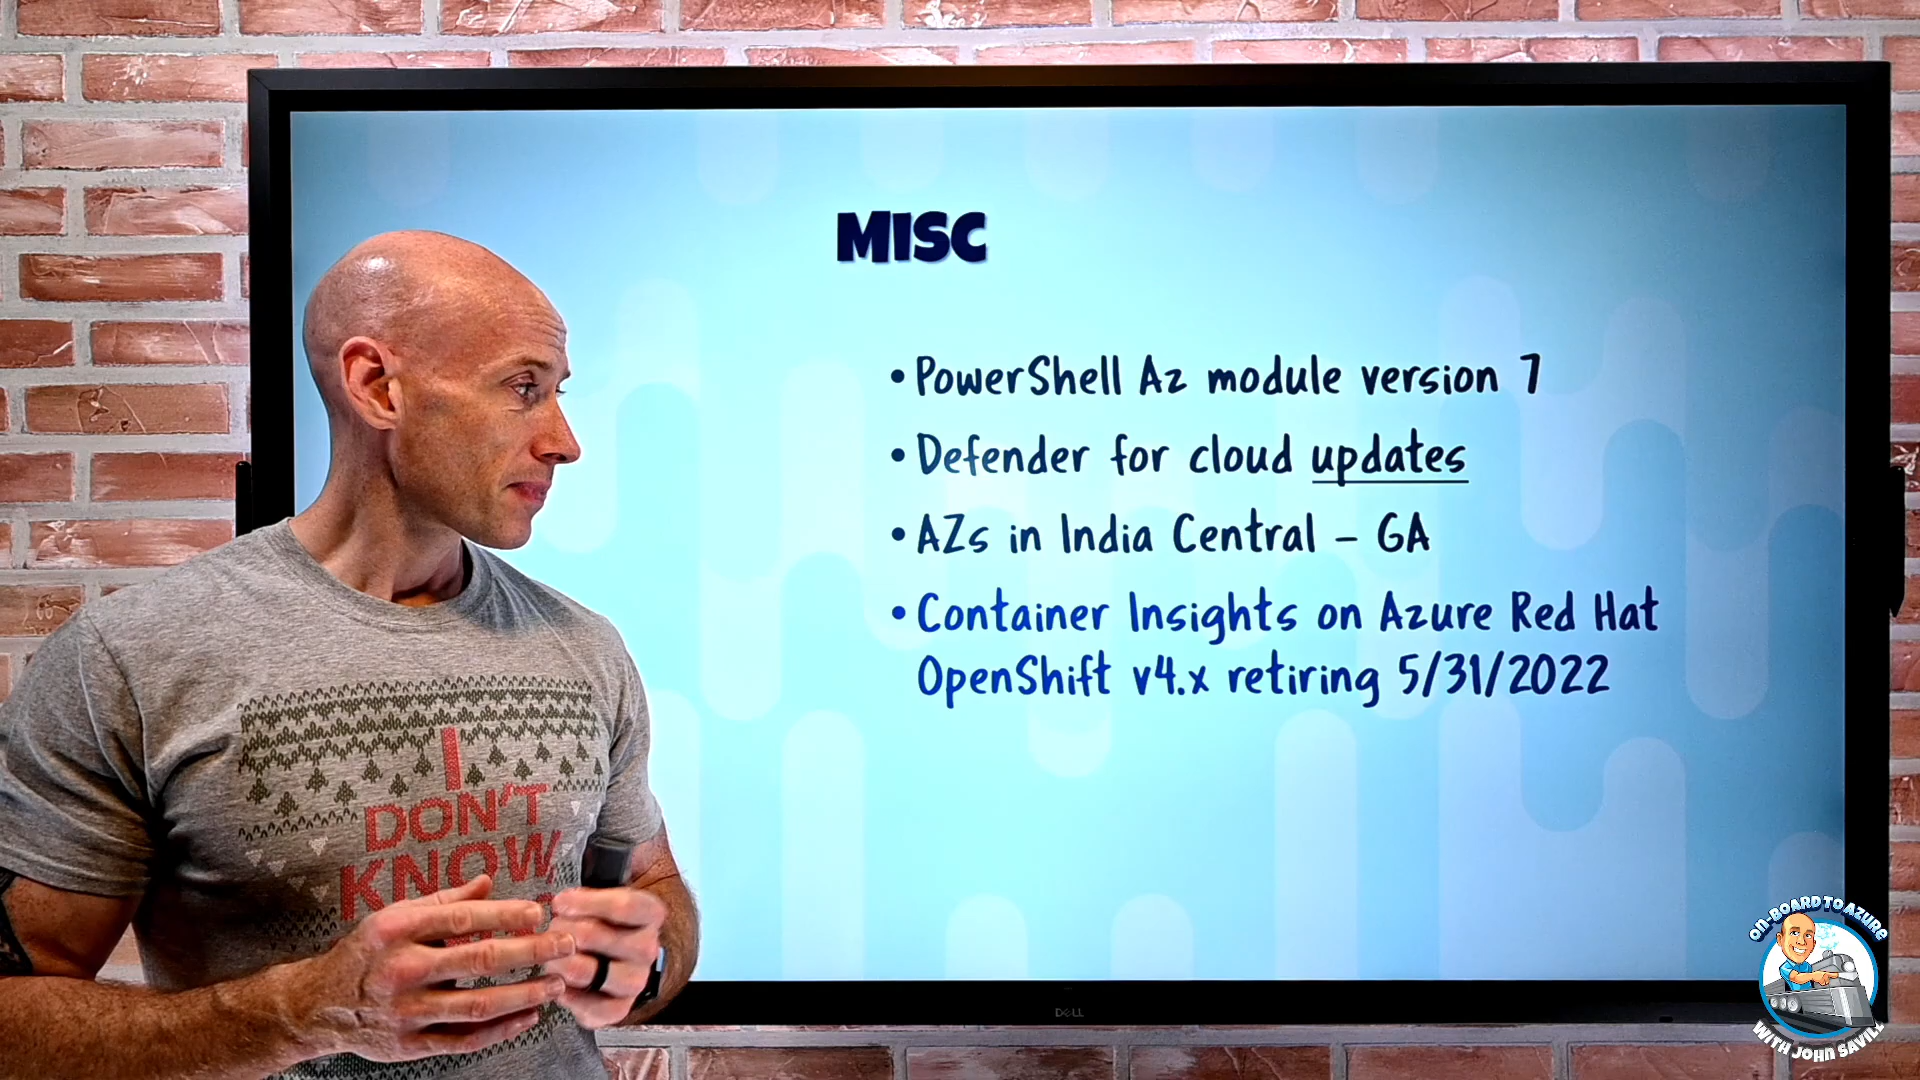 MISC
• PowerShell Az module version 7
• Defender for cloud updates
• AZs in India Central – GA
• Container Insights on Azure Red Hat
OpenShift v4.x retiring 5/31/2022
I
DON'T
KNOW
DELL
ON-BOARD TO AZURE
WITH JOHN SAVILL